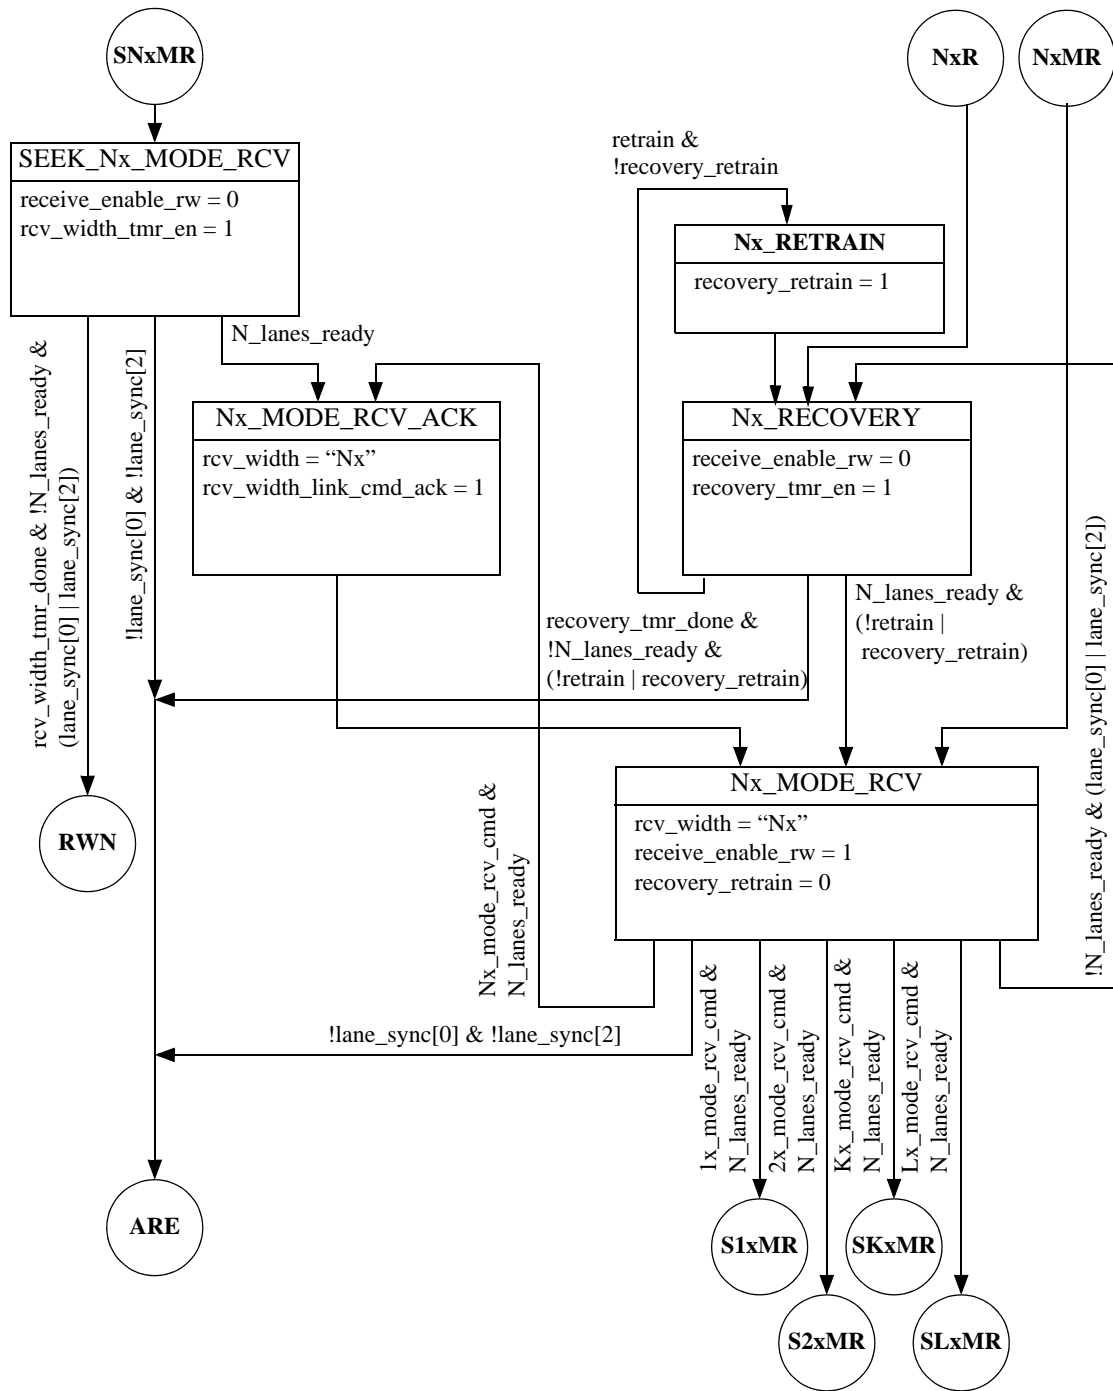 SNxMR
NxR
NxMR
SEEK_Nx_MODE_RCV
receive_enable_rw = 0
rcv_width_tmr_en = 1
retrain &
!recovery_retrain
Nx_RETRAIN
recovery_retrain = 1
N_lanes_ready
rcv_width_tmr_done & !N_lanes_ready &
(lane_sync[0] | lane_sync[2])
!lane_sync[0] & !lane_sync[2]
Nx_MODE_RCV_ACK
rcv_width = “Nx”
rcv_width_link_cmd_ack = 1
Nx_RECOVERY
receive_enable_rw = 0
recovery_tmr_en = 1
recovery_tmr_done &
!N_lanes_ready &
(!retrain | recovery_retrain)
N_lanes_ready &
(!retrain |
recovery_retrain)
!N_lanes_ready & (lane_sync[0] | lane_sync[2])
Nx_MODE_RCV
rcv_width = “Nx”
receive_enable_rw = 1
recovery_retrain = 0
RWN
Nx_mode_rcv_cmd &
N_lanes_ready
!lane_sync[0] & !lane_sync[2]
1x_mode_rcv_cmd &
N_lanes_ready
2x_mode_rcv_cmd &
N_lanes_ready
Kx_mode_rcv_cmd &
N_lanes_ready
Lx_mode_rcv_cmd &
N_lanes_ready
ARE
S1xMR
SKxMR
S2xMR
SLxMR